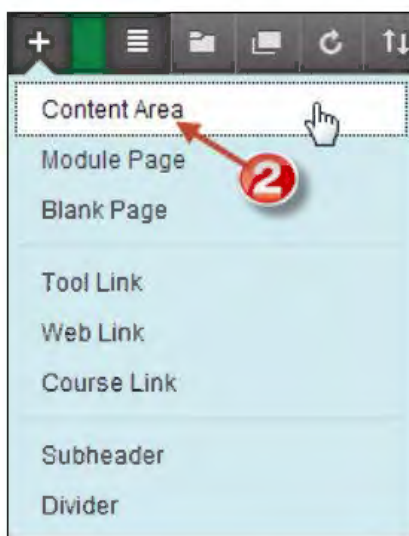 Content Area
2
Module Page
Blank Page
Tool Link
Web Link
Course Link
Subheader
Divider